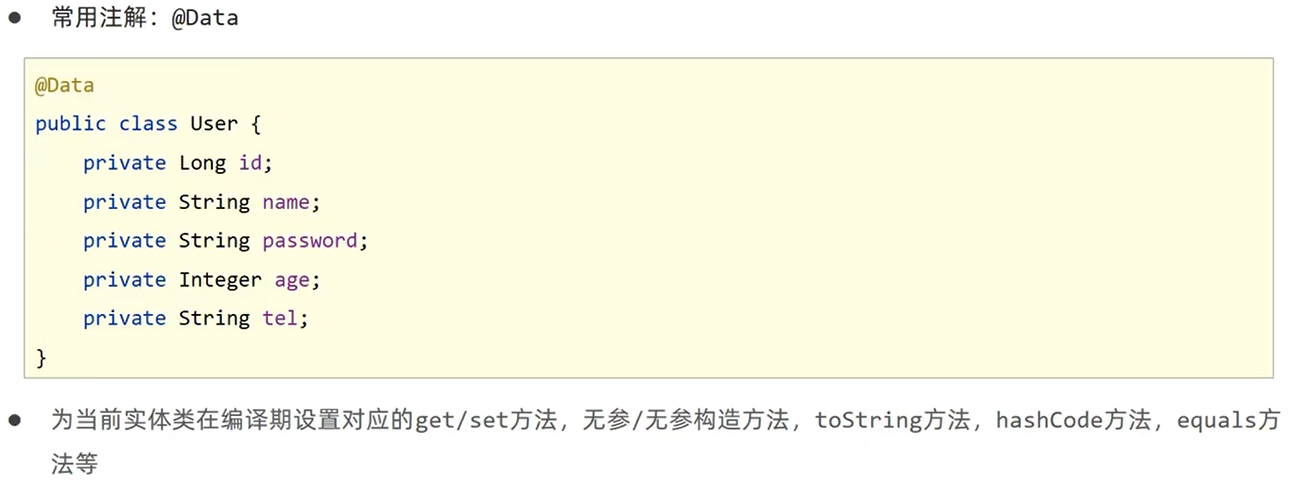 ● 常用注解：@Data
@Data
public class User {
    private Long id;
    private String name;
    private String password;
    private Integer age;
    private String tel;
}
● 为当前实体类在编译期设置对应的get/set方法，无参/无参构造方法，toString方法，hashCode方法，equals方
法等